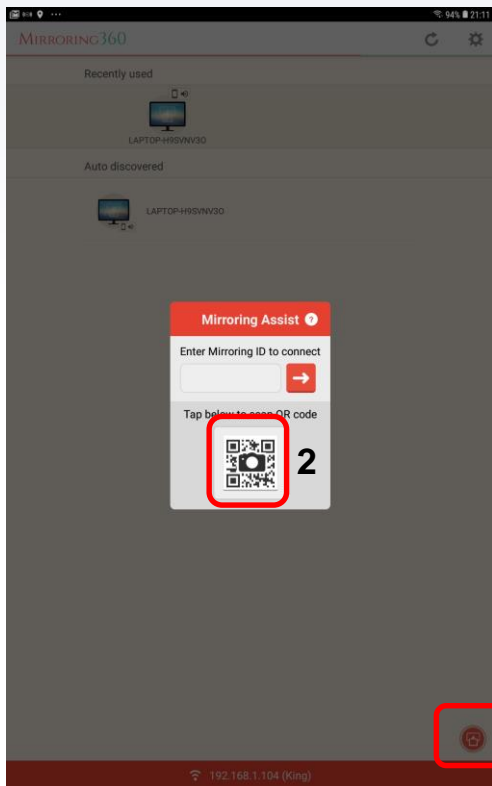 94% 21:11
MIRRORING360
Recently used
LAPTOP-H9SVNV3O
Auto discovered
LAPTOP-H9SVNV3O
Mirroring Assist ?
Enter Mirroring ID to connect
Tap below to scan QR code
2
192.168.1.104 (King)